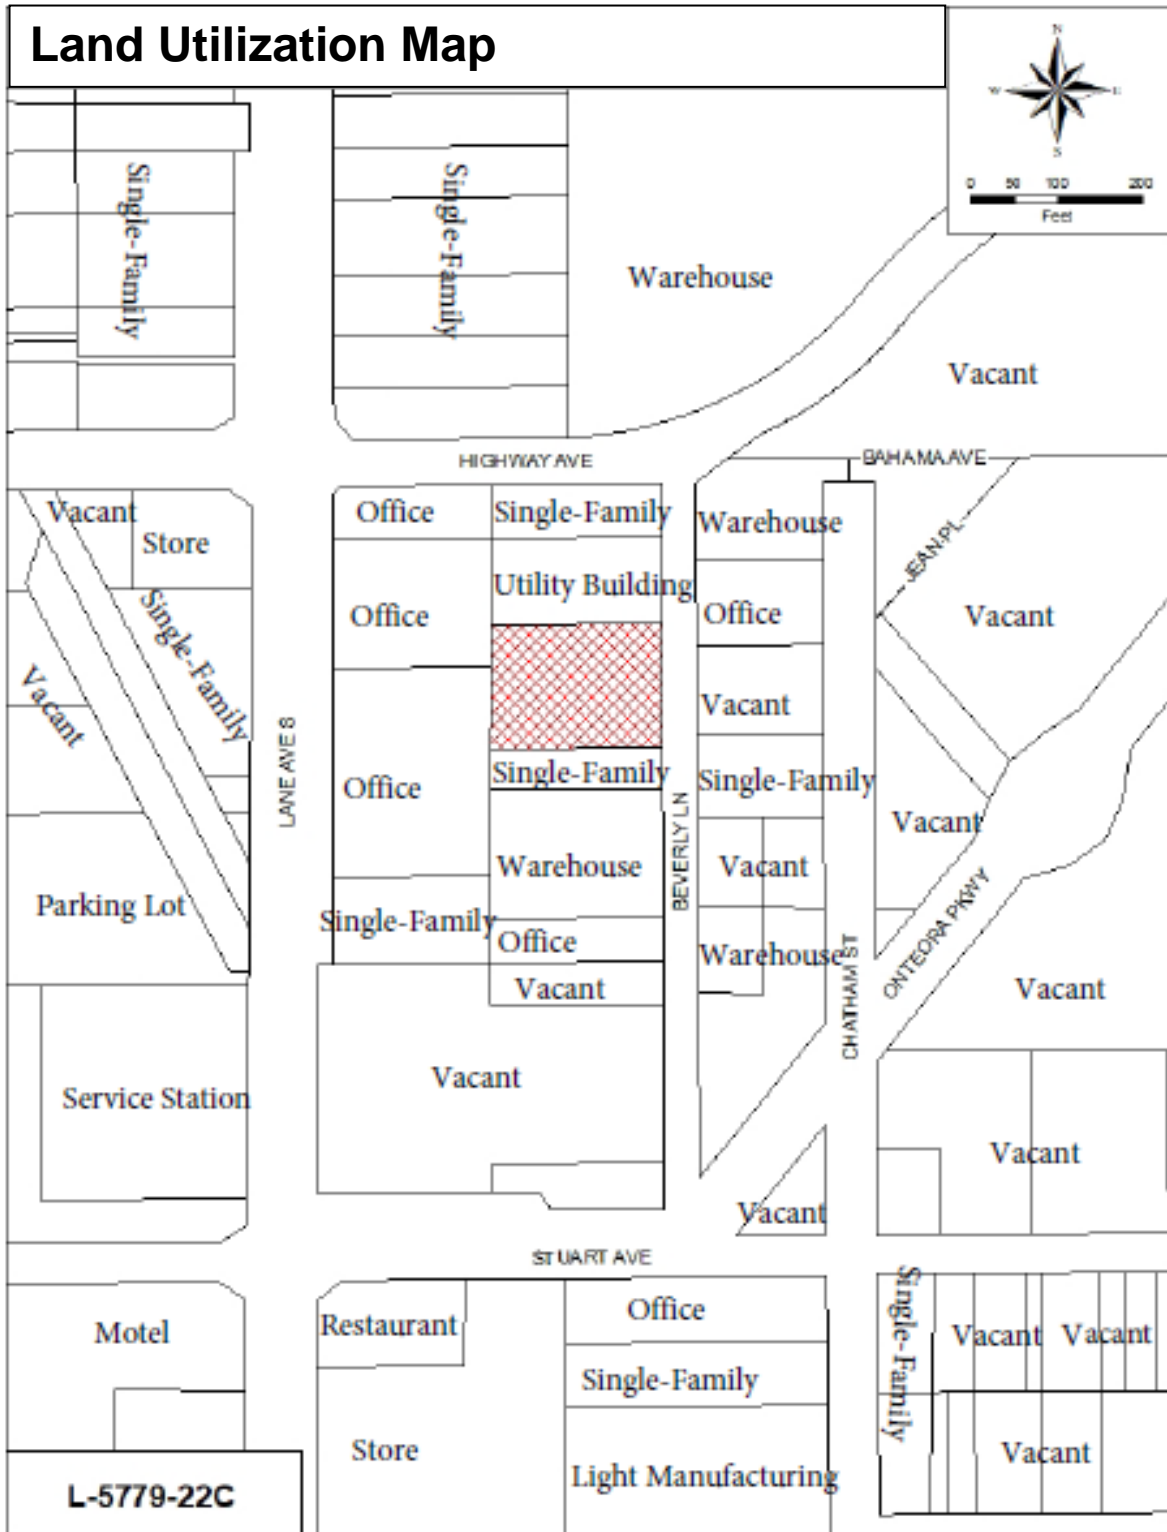 Land Utilization Map
N
W
E
S
0 50 100 200
Feet
Single-Family
Single-Family
Warehouse
Vacant
HIGHWAY AVE
BAHAMA AVE
Vacant
Store
Office
Single-Family
Warehouse
JEAN PL
Utility Building
Office
Office
Vacant
Single-Family
Vacant
Vacant
LANE AVE S
Office
Single-Family
Single-Family
BEVERLY LN
Vacant
Warehouse
Vacant
Parking Lot
Single-Family
Office
Warehouse
CHATHAM ST
ONTEORA PKWY
Vacant
Vacant
Vacant
Service Station
Vacant
Vacant
STUART AVE
Motel
Restaurant
Office
Single-Family
Vacant
Vacant
Single-Family
Store
Light Manufacturing
Vacant
L-5779-22C